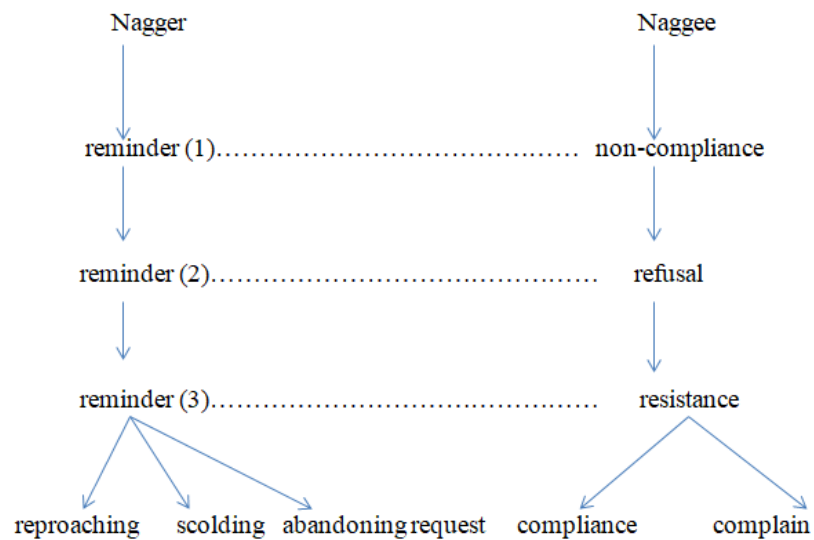 Nagger Naggee
reminder (1)…………………………………… non-compliance
reminder (2)……………………………………… refusal
reminder (3)……………………………………… resistance
reproaching scolding abandoning request compliance complain